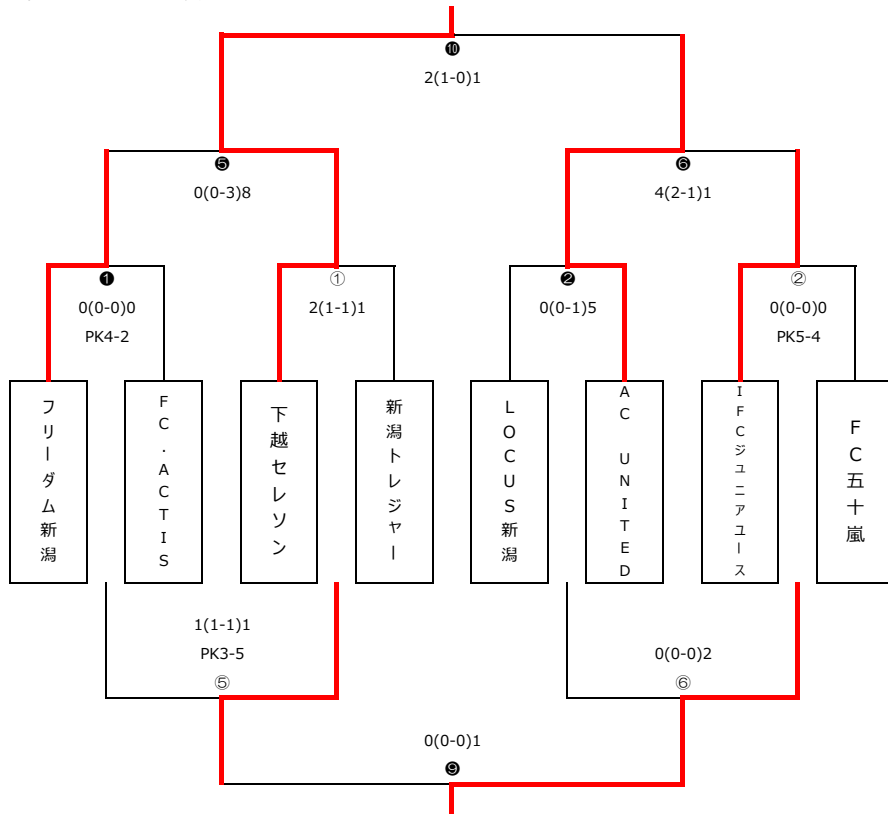 ❿
2(1-0)1
❺
❻
0(0-3)8
4(2-1)1
❶
①
❷
②
0(0-0)0
2(1-1)1
0(0-1)5
0(0-0)0
PK4-2
PK5-4
フリーダム新潟
FC.ACTIS
下越セレソン
新潟トレジャー
LOCUS新潟
AC UNITED
IFCジュニアユース
FC五十嵐
1(1-1)1
PK3-5
0(0-0)2
⑤
⑥
0(0-0)1
❾